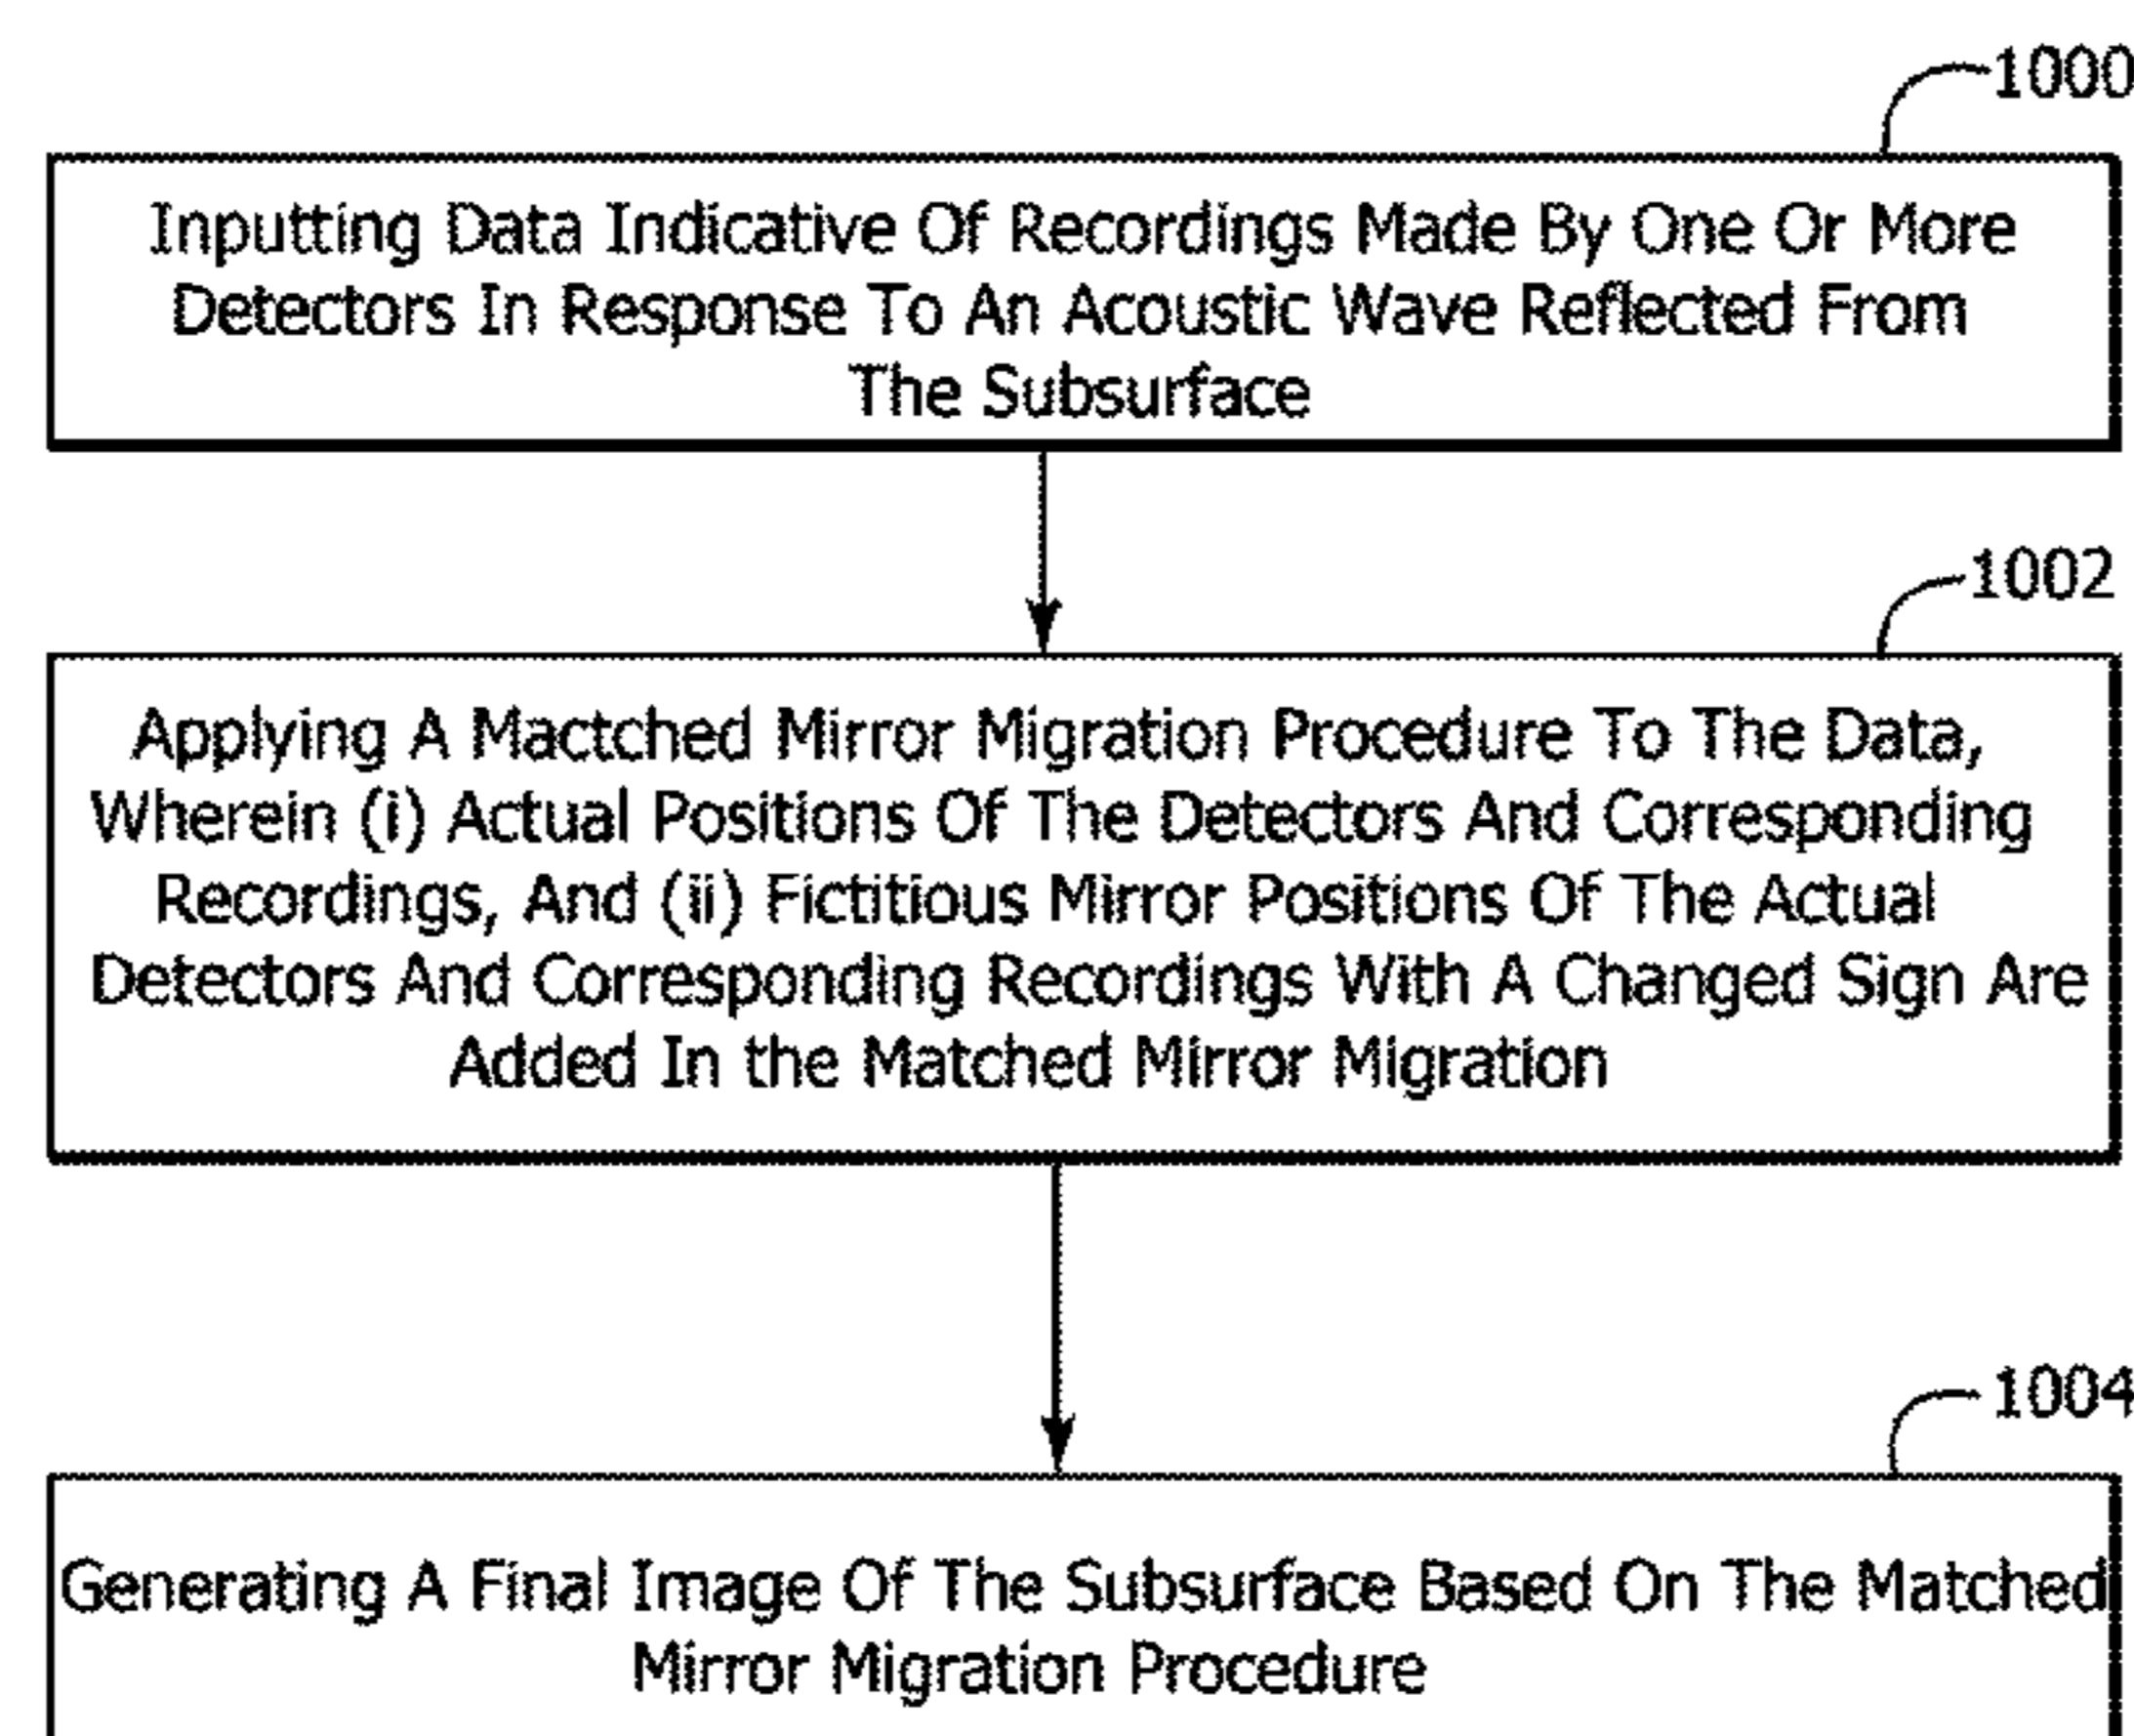 1000
Inputting Data Indicative Of Recordings Made By One Or More
Detectors In Response To An Acoustic Wave Reflected From
The Subsurface
1002
Applying A Mactched Mirror Migration Procedure To The Data,
Wherein (i) Actual Positions Of The Detectors And Corresponding
Recordings, And (ii) Fictitious Mirror Positions Of The Actual
Detectors And Corresponding Recordings With A Changed Sign Are
Added In the Matched Mirror Migration
1004
Generating A Final Image Of The Subsurface Based On The Matched
Mirror Migration Procedure